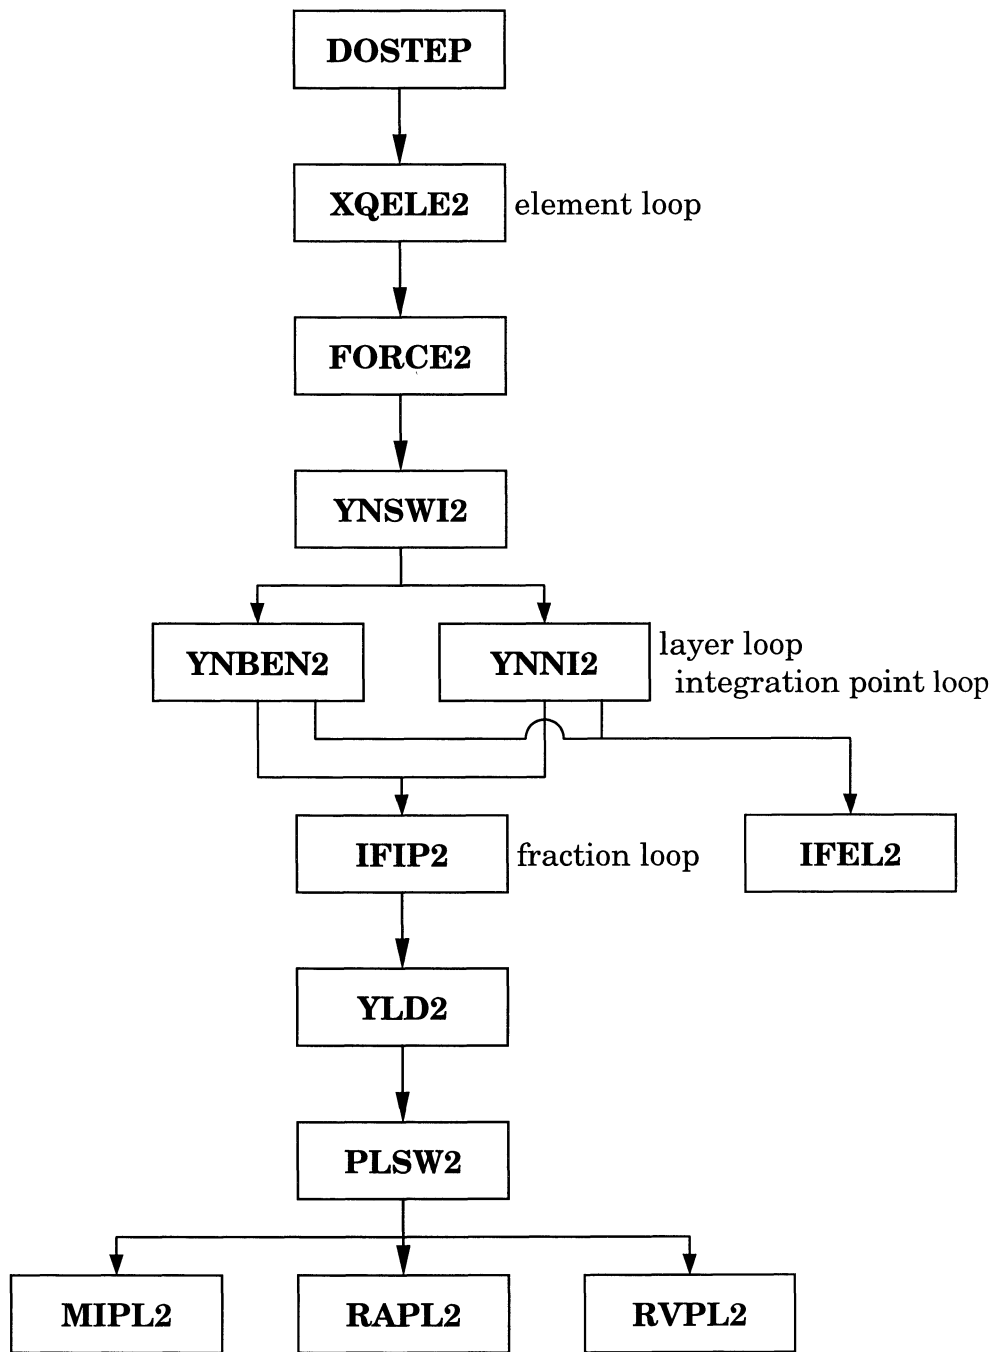 DOSTEP
XQELE2 element loop
FORCE2
YNSWI2
YNBEN2 YNNI2 layer loop
integration point loop
IFIP2 fraction loop IFEL2
YLD2
PLSW2
MIPL2 RAPL2 RVPL2